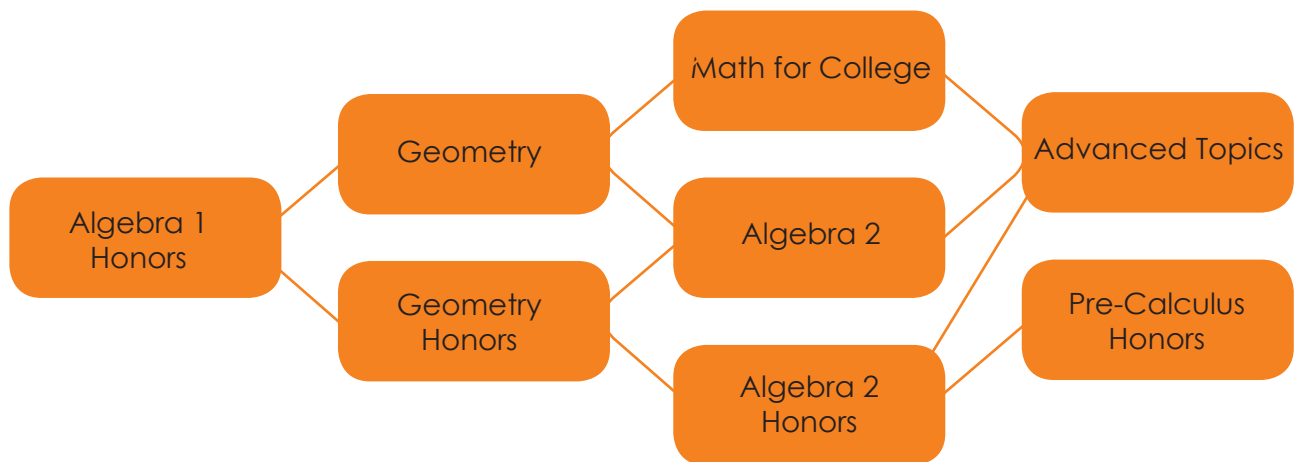 Algebra 1
Honors
Geometry
Geometry
Honors
Math for College
Algebra 2
Algebra 2
Honors
Advanced Topics
Pre-Calculus
Honors